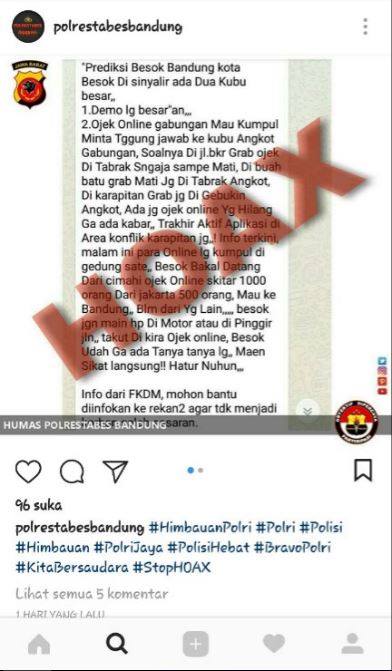 polrestabesbandung
JAWA BARAT
"Prediksi Besok Bandung kota
Besok Di sinyalir ada Dua Kubu
besar,,
1.Demo lg besar"an,,,
2.Ojek Online gabungan Mau Kumpul
Minta Tggung jawab ke kubu Angkot
Gabungan, Soalnya Di jl.bkr Grab ojek
Di Tabrak Sngaja sampe Mati, Di buah
batu grab Mati Jg Di Tabrak Angkot,
Di karapitan Grab jg Di Gebukin
Angkot, Ada jg ojek online Yg Hilang
Ga ada kabar,, Trakhir Aktif Aplikasi di
Area konflik karapitan jg,,! Info terkini,
malam ini para Online lg kumpul di
gedung sate,, Besok Bakal Datang
Dari cimahi ojek Online skitar 1000
orang Dari jakarta 500 orang, Mau ke
Bandung,, Blm dari Yg Lain,,,,, besok
jgn main hp Di Motor atau di Pinggir
jln,, takut Di kira Ojek online, Besok
Udah Ga ada Tanya tanya lg,, Maen
Sikat langsung!! Hatur Nuhun,,,
Info dari FKDM, mohon bantu
diinfokan ke rekan2 agar tdk menjadi
saran.
HOAX
HUMAS POLRESTABES BANDUNG
96 suka
polrestabesbandung #HimbauanPolri #Polri #Polisi
#Himbauan #PolriJaya #PolisiHebat #BravoPolri
#KitaBersaudara #StopHOAX
Lihat semua 5 komentar
1 HARI YANG LALU